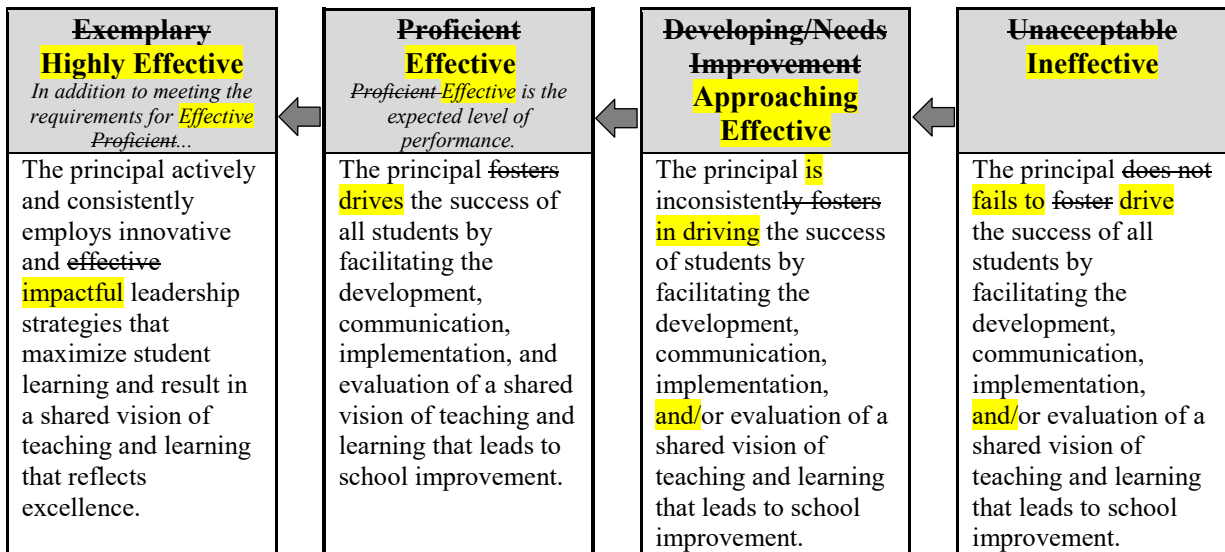 Exemplary
Highly Effective
In addition to meeting the
requirements for Effective
Proficient...
The principal actively
and consistently
employs innovative
and effective
impactful leadership
strategies that
maximize student
learning and result in
a shared vision of
teaching and learning
that reflects
excellence.
Proficient
Effective
Proficient Effective is the
expected level of
performance.
The principal fosters
drives the success of
all students by
facilitating the
development,
communication,
implementation, and
evaluation of a shared
vision of teaching and
learning that leads to
school improvement.
Developing/Needs
Improvement
Approaching
Effective
The principal is
inconsistently fosters
in driving the success
of students by
facilitating the
development,
communication,
implementation,
and/or evaluation of a
shared vision of
teaching and learning
that leads to school
improvement.
Unacceptable
Ineffective
The principal does not
fails to foster drive
the success of all
students by
facilitating the
development,
communication,
implementation,
and/or evaluation of a
shared vision of
teaching and learning
that leads to school
improvement.